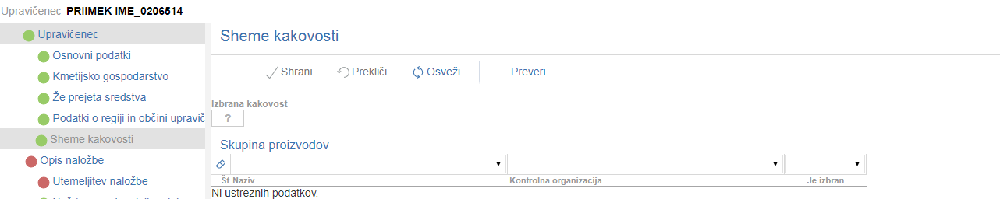 Upravičenec PRIIMEK IME_0206514
Upravičenec
Osnovni podatki
Kmetijsko gospodarstvo
Že prejeta sredstva
Podatki o regiji in občini upravič
Sheme kakovosti
Opis naložbe
Utemeljitev naložbe
Sheme kakovosti
Shrani Prekliči Osveži Preveri
Izbrana kakovost
?
Skupina proizvodov
Št Naziv Kontrolna organizacija Je izbran
Ni ustreznih podatkov.